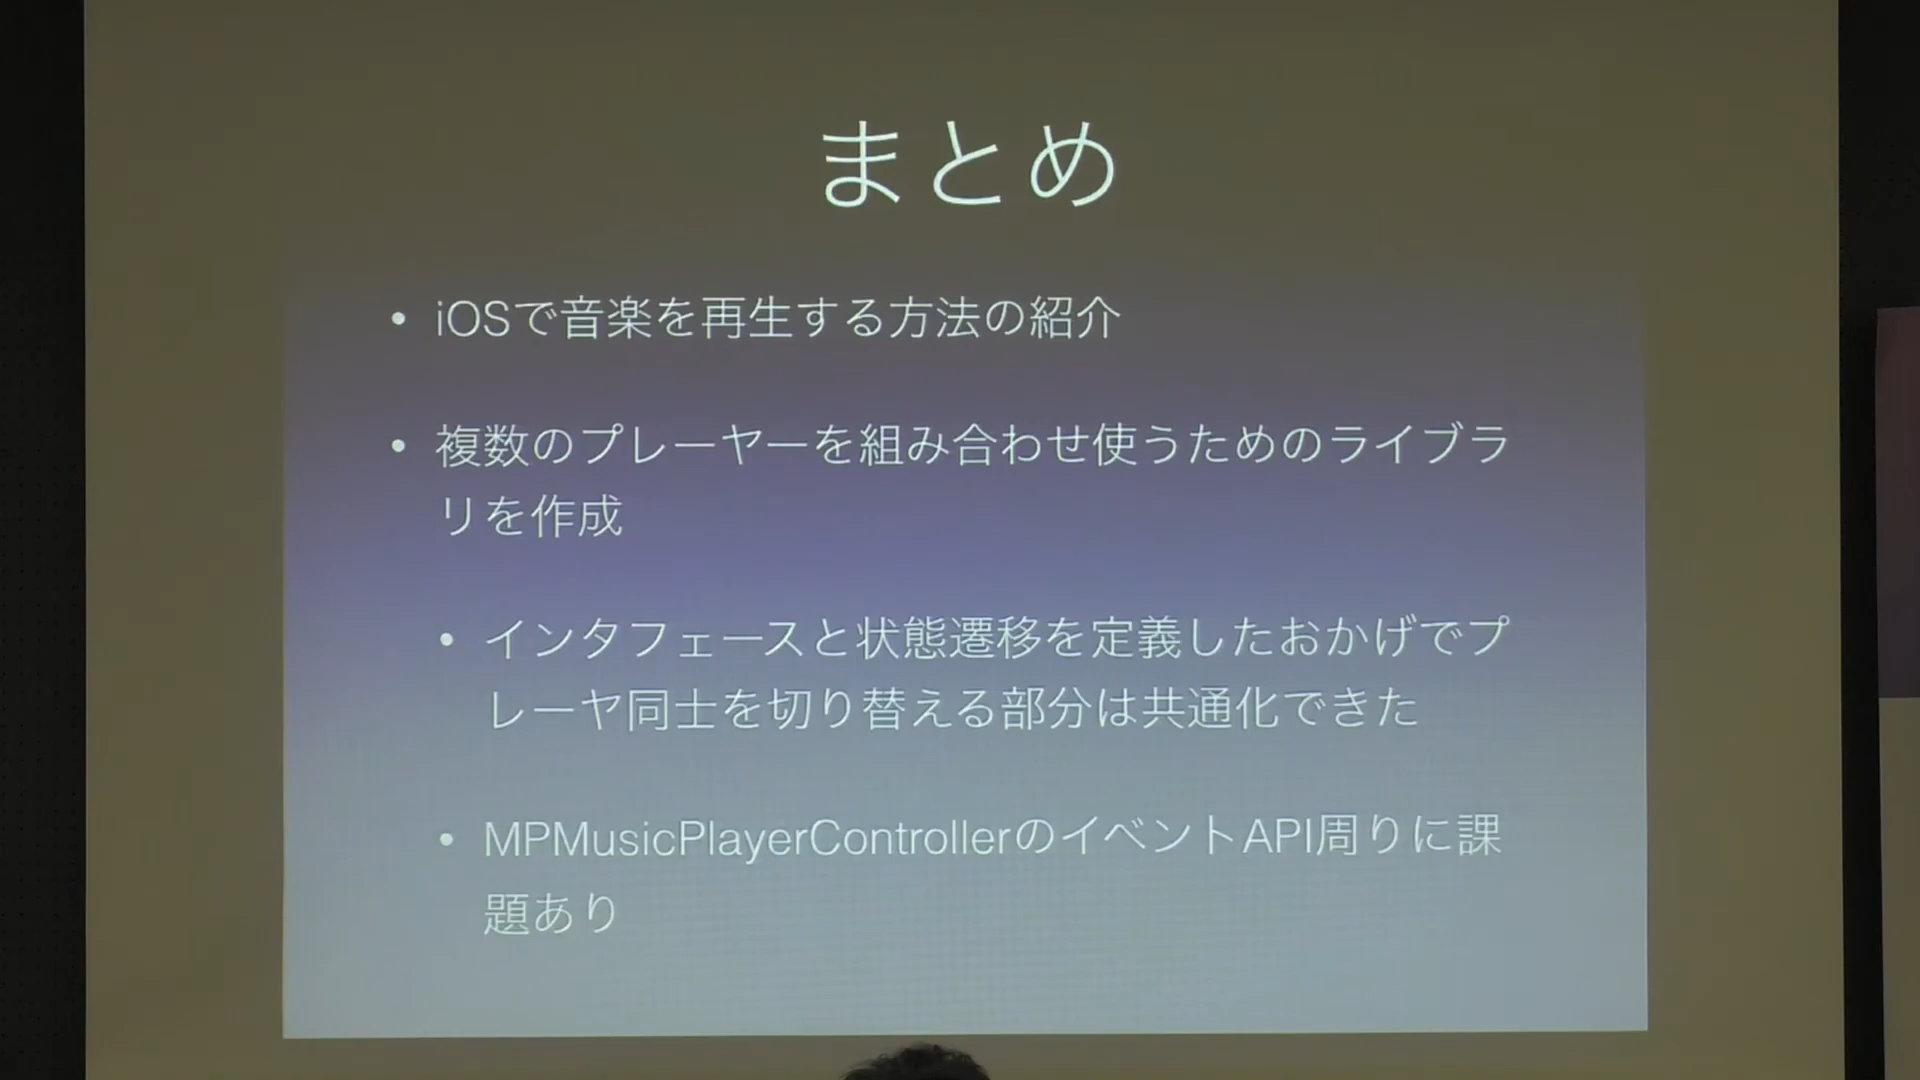 まとめ
• iOSで音楽を再生する方法の紹介
• 複数のプレーヤーを組み合わせ使うためのライブラ
リを作成
• インタフェースと状態遷移を定義したおかげでプ
レーヤ同士を切り替える部分は共通化できた
• MPMusicPlayerControllerのイベントAPI周りに課
題あり